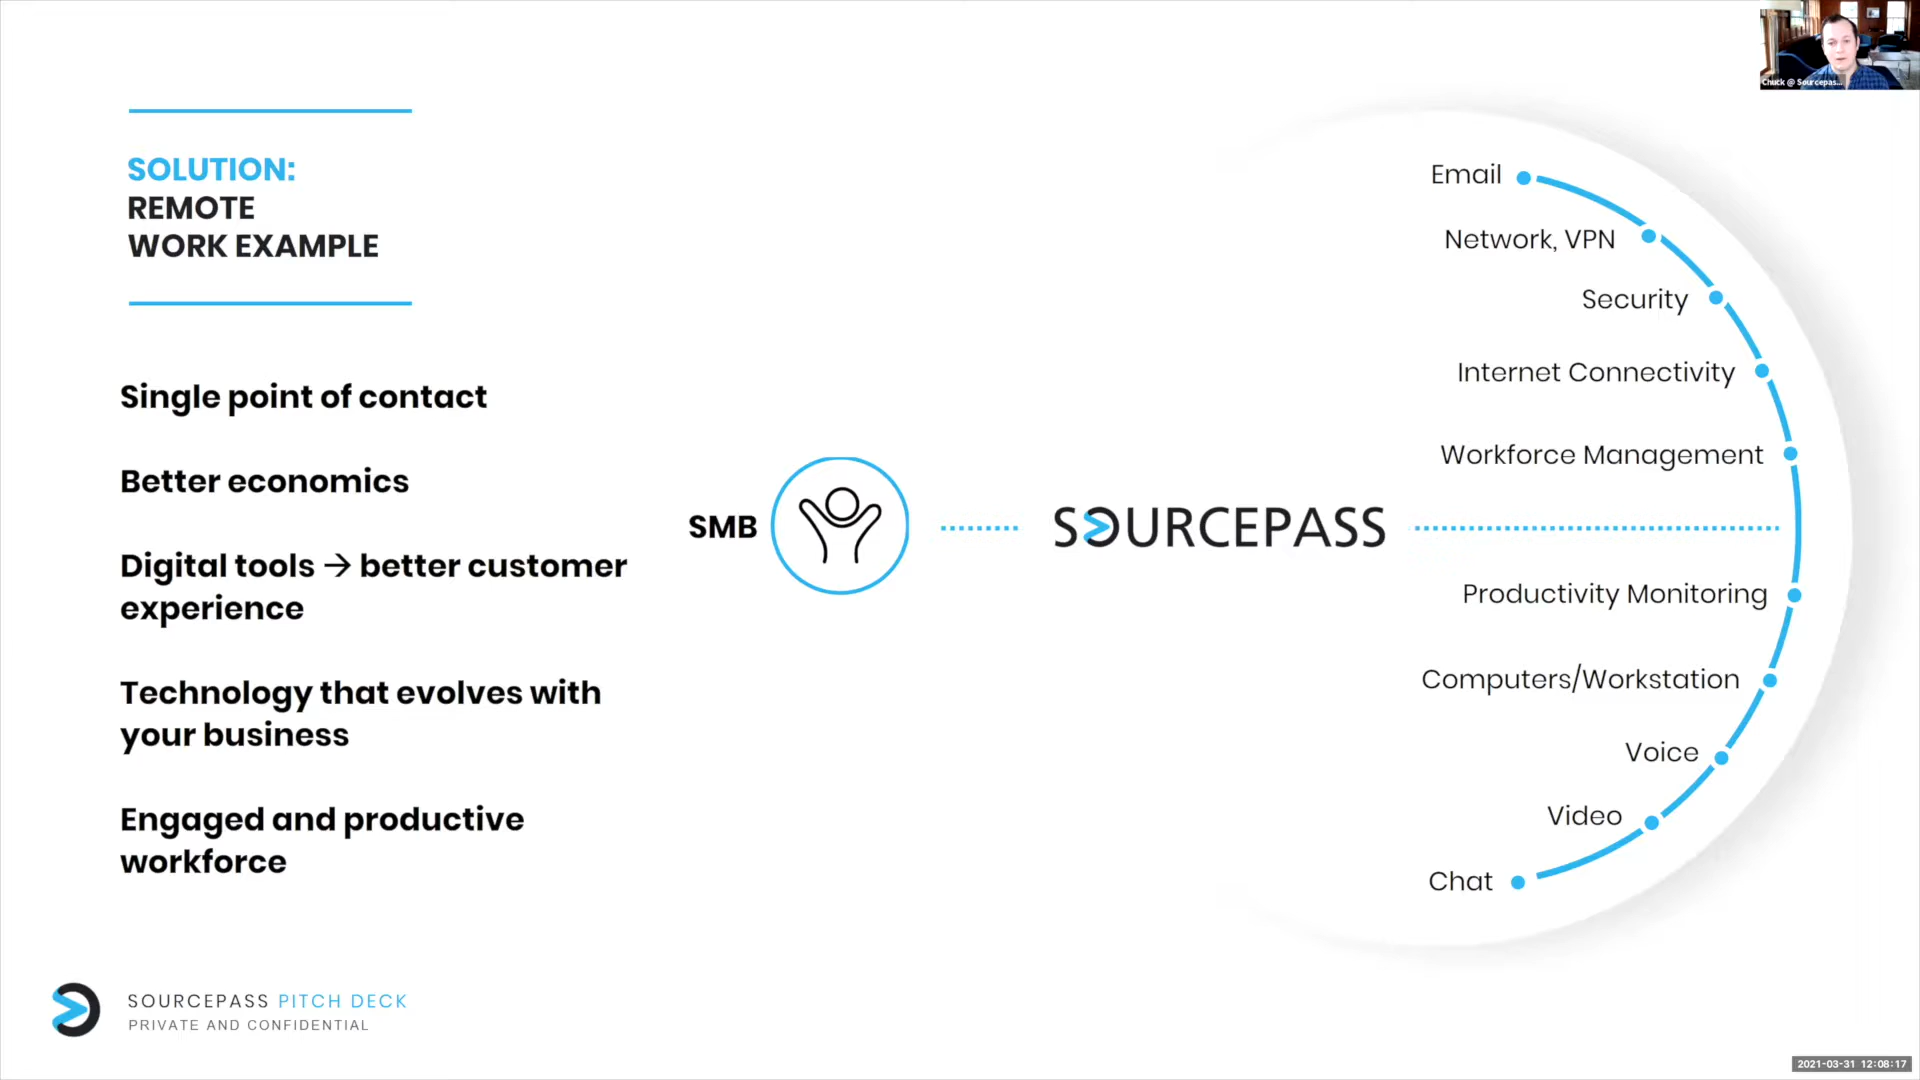 Chuck @ Sourcepas...
SOLUTION:
REMOTE
WORK EXAMPLE
Single point of contact
Better economics
Digital tools → better customer
experience
Technology that evolves with
your business
Engaged and productive
workforce
SMB
SOURCEPASS
Email
Network, VPN
Security
Internet Connectivity
Workforce Management
Productivity Monitoring
Computers/Workstation
Voice
Video
Chat
SOURCEPASS PITCH DECK
PRIVATE AND CONFIDENTIAL
2021-03-31 12:08:17